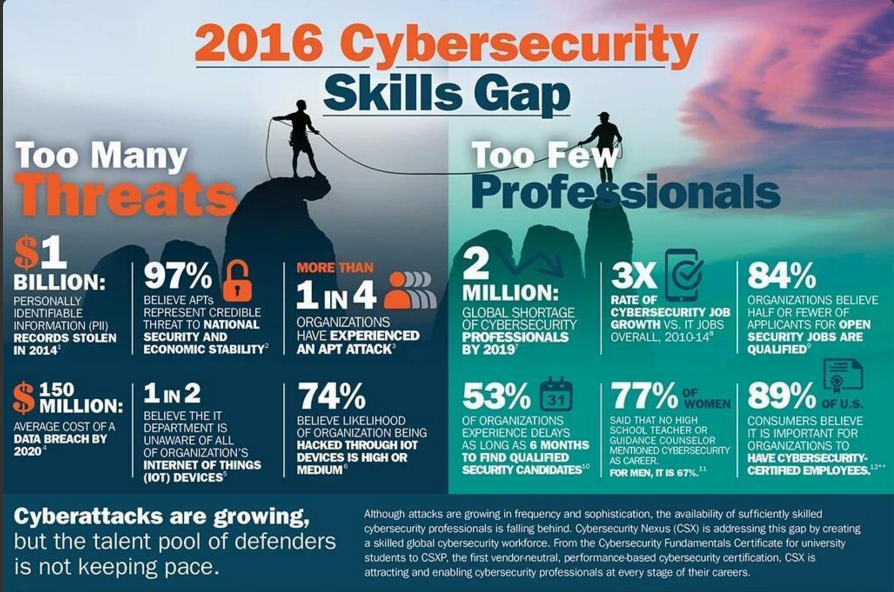 2016 Cybersecurity
Skills Gap
Too Many
Threats
$1
BILLION:
PERSONALLY
IDENTIFIABLE
INFORMATION (PII)
RECORDS STOLEN
IN 2014¹
97%
BELIEVE APTs
REPRESENT CREDIBLE
THREAT TO NATIONAL
SECURITY AND
ECONOMIC STABILITY²
MORE THAN
1 IN 4
ORGANIZATIONS
HAVE EXPERIENCED
AN APT ATTACK³
$150
MILLION:
AVERAGE COST OF A
DATA BREACH BY
2020⁴
1 IN 2
BELIEVE THE IT
DEPARTMENT IS
UNAWARE OF ALL
OF ORGANIZATION'S
INTERNET OF THINGS
(IOT) DEVICES⁵
74%
BELIEVE LIKELIHOOD
OF ORGANIZATION BEING
HACKED THROUGH IOT
DEVICES IS HIGH OR
MEDIUM⁶
Too Few
Professionals
2
MILLION:
GLOBAL SHORTAGE
OF CYBERSECURITY
PROFESSIONALS
BY 2019⁷
3X
RATE OF
CYBERSECURITY JOB
GROWTH VS. IT JOBS
OVERALL, 2010-14⁸
84%
ORGANIZATIONS BELIEVE
HALF OR FEWER OF
APPLICANTS FOR OPEN
SECURITY JOBS ARE
QUALIFIED⁹
53%
31
OF ORGANIZATIONS
EXPERIENCE DELAYS
AS LONG AS 6 MONTHS
TO FIND QUALIFIED
SECURITY CANDIDATES¹⁰
77% OF WOMEN
SAID THAT NO HIGH
SCHOOL TEACHER OR
GUIDANCE COUNSELOR
MENTIONED CYBERSECURITY
AS CAREER.
FOR MEN, IT IS 67%.¹¹
89% OF U.S.
CONSUMERS BELIEVE
IT IS IMPORTANT FOR
ORGANIZATIONS TO
HAVE CYBERSECURITY-
CERTIFIED EMPLOYEES.¹²**
Cyberattacks are growing,
but the talent pool of defenders
is not keeping pace.
Although attacks are growing in frequency and sophistication, the availability of sufficiently skilled
cybersecurity professionals is falling behind. Cybersecurity Nexus (CSX) is addressing this gap by creating
a skilled global cybersecurity workforce. From the Cybersecurity Fundamentals Certificate for university
students to CSXP, the first vendor-neutral, performance-based cybersecurity certification, CSX is
attracting and enabling cybersecurity professionals at every stage of their careers.